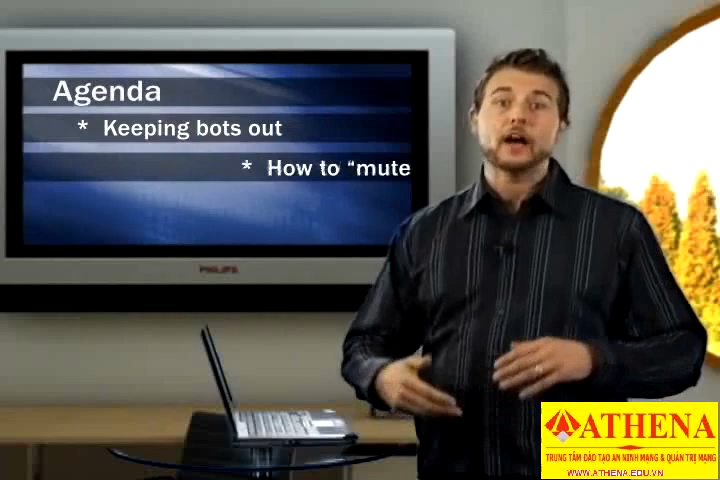 Agenda
* Keeping bots out
* How to “mute
PHILIPS
ATHENA
TRUNG TÂM ĐÀO TẠO AN NINH MẠNG & QUẢN TRỊ MẠNG
WWW.ATHENA.EDU.VN